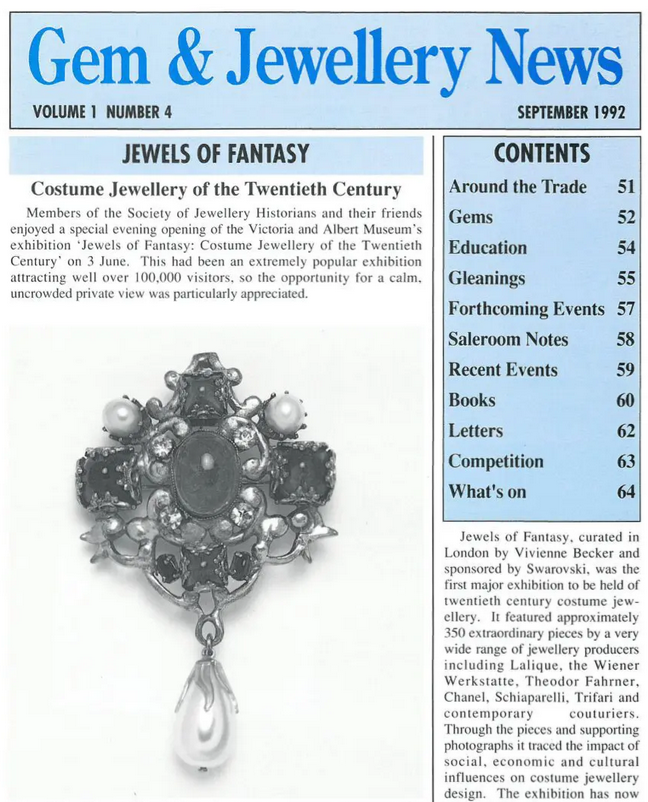 Gem & Jewellery News
VOLUME 1 NUMBER 4
SEPTEMBER 1992
JEWELS OF FANTASY
Costume Jewellery of the Twentieth Century
Members of the Society of Jewellery Historians and their friends
enjoyed a special evening opening of the Victoria and Albert Museum's
exhibition 'Jewels of Fantasy: Costume Jewellery of the Twentieth
Century' on 3 June. This had been an extremely popular exhibition
attracting well over 100,000 visitors, so the opportunity for a calm,
uncrowded private view was particularly appreciated.
CONTENTS
Around the Trade 51
Gems 52
Education 54
Gleanings 55
Forthcoming Events 57
Saleroom Notes 58
Recent Events 59
Books 60
Letters 62
Competition 63
What's on 64
Jewels of Fantasy, curated in
London by Vivienne Becker and
sponsored by Swarovski, was the
first major exhibition to be held of
twentieth century costume jew-
ellery. It featured approximately
350 extraordinary pieces by a very
wide range of jewellery producers
including Lalique, the Wiener
Werkstatte, Theodor Fahrner,
Chanel, Schiaparelli, Trifari and
contemporary couturiers.
Through the pieces and supporting
photographs it traced the impact of
social, economic and cultural
influences on costume jewellery
design. The exhibition has now